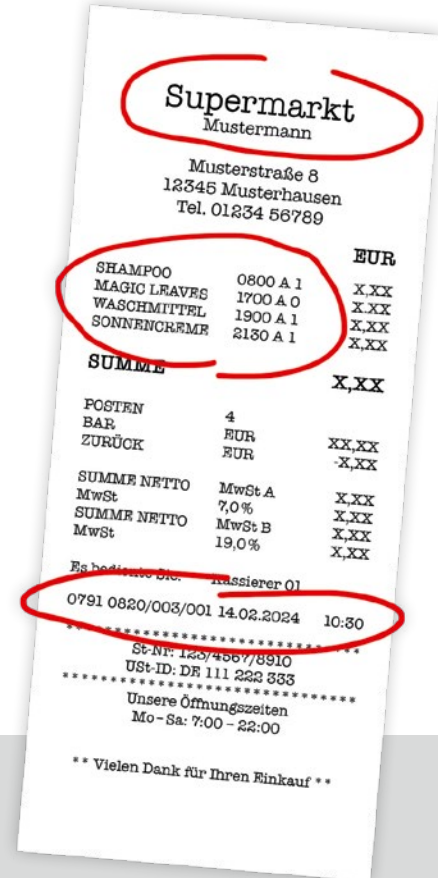 Supermarkt
Mustermann
Musterstraße 8
12345 Musterhausen
Tel. 01234 56789
EUR
SHAMPOO 0800 A 1 X,XX
MAGIC LEAVES 1700 A 0 X.XX
WASCHMITTEL 1900 A 1 X,XX
SONNENCREME 2130 A 1 X,XX
SUMME X,XX
POSTEN 4
BAR EUR XX,XX
ZURÜCK EUR -X,XX
SUMME NETTO MwSt A X,XX
MwSt 7,0% X,XX
SUMME NETTO MwSt B X,XX
MwSt 19,0% X,XX
Es bediente Sie: Kassierer 01
0791 0820/003/001 14.02.2024 10:30
******************************
St-Nr: 123/4567/8910
USt-ID: DE 111 222 333
******************************
Unsere Öffnungszeiten
Mo - Sa: 7:00 - 22:00
** Vielen Dank für Ihren Einkauf **